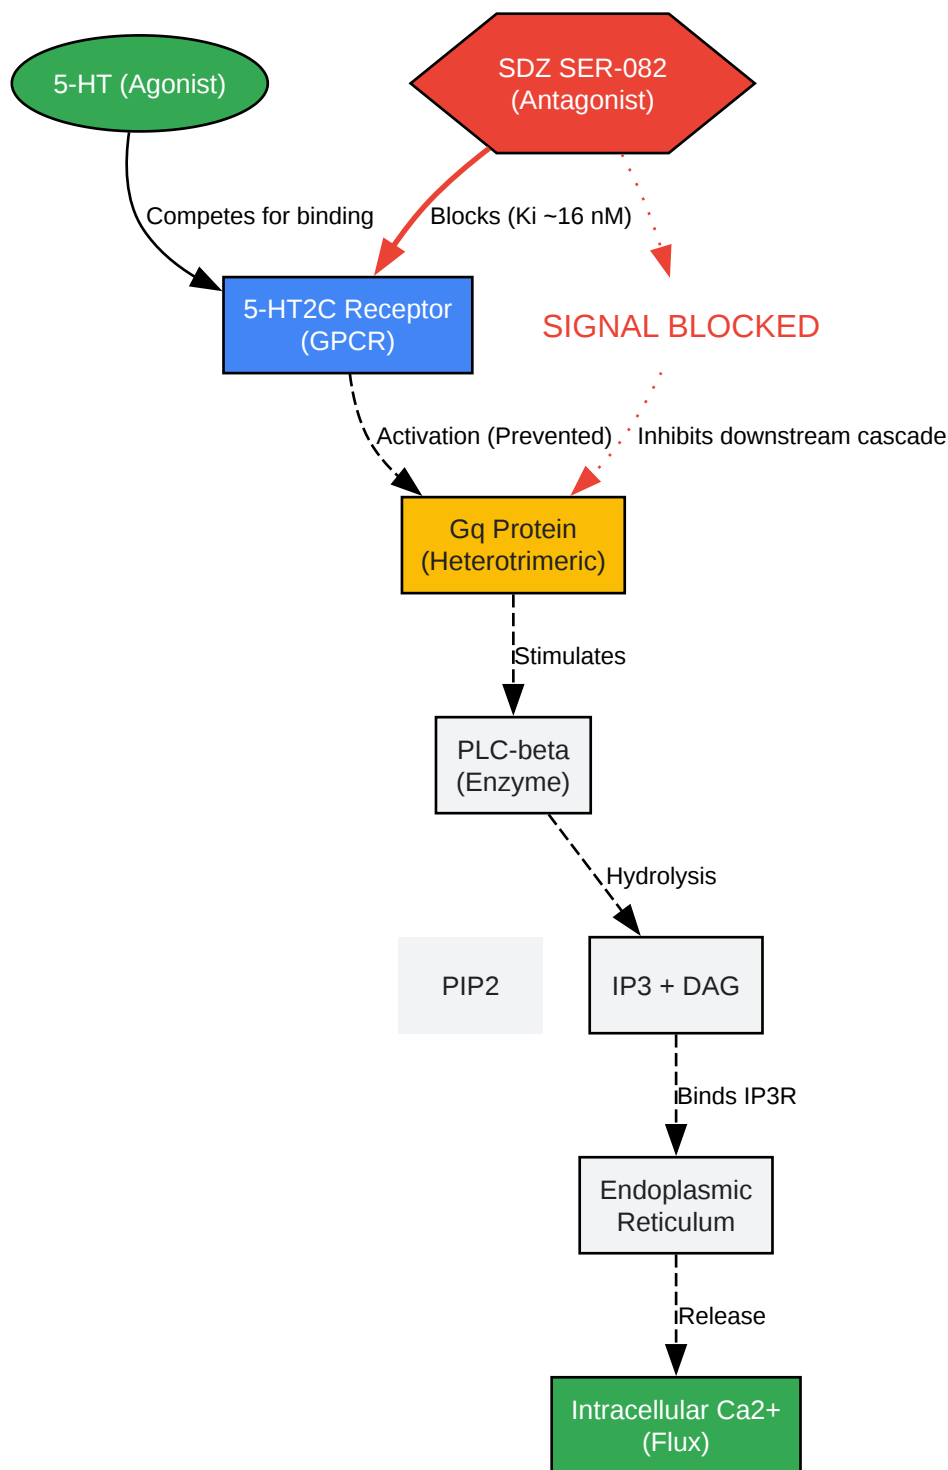 5-HT (Agonist)
SDZ SER-082
(Antagonist)
Competes for binding
Blocks (Ki ~16 nM)
5-HT2C Receptor
(GPCR)
SIGNAL BLOCKED
Activation (Prevented)
Inhibits downstream cascade
Gq Protein
(Heterotrimeric)
Stimulates
PLC-beta
(Enzyme)
Hydrolysis
PIP2
IP3 + DAG
Binds IP3R
Endoplasmic
Reticulum
Release
Intracellular Ca2+
(Flux)